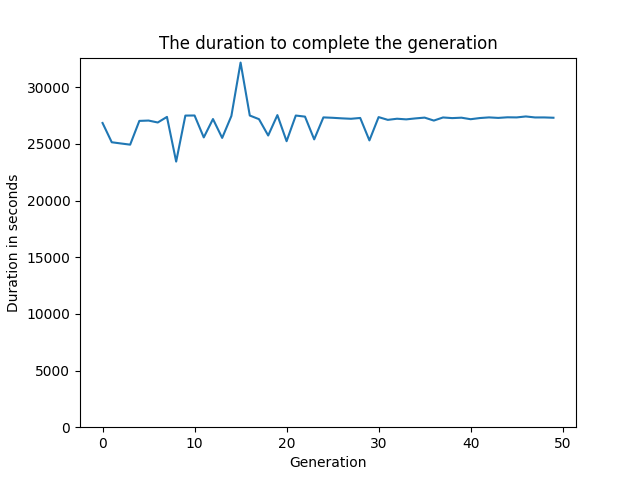 The duration to complete the generation
Duration in seconds
30000
25000
20000
15000
10000
5000
0
0 10 20 30 40 50
Generation